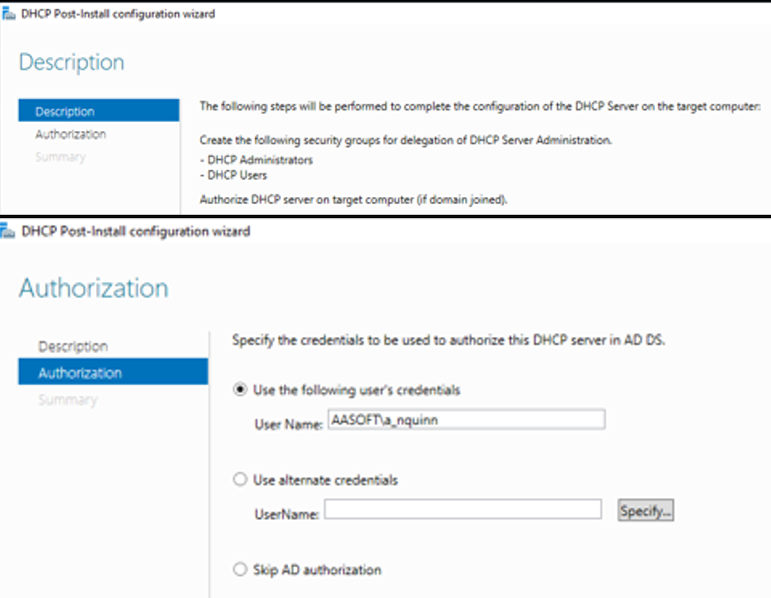 DHCP Post-Install configuration wizard
Description
Description
Authorization
Summary
The following steps will be performed to complete the configuration of the DHCP Server on the target computer:
Create the following security groups for delegation of DHCP Server Administration.
- DHCP Administrators
- DHCP Users
Authorize DHCP server on target computer (if domain joined).
DHCP Post-Install configuration wizard
Authorization
Description
Authorization
Summary
Specify the credentials to be used to authorize this DHCP server in AD DS.
Use the following user's credentials
User Name: AASOFT\a_nquinn
Use alternate credentials
UserName: Specify...
Skip AD authorization